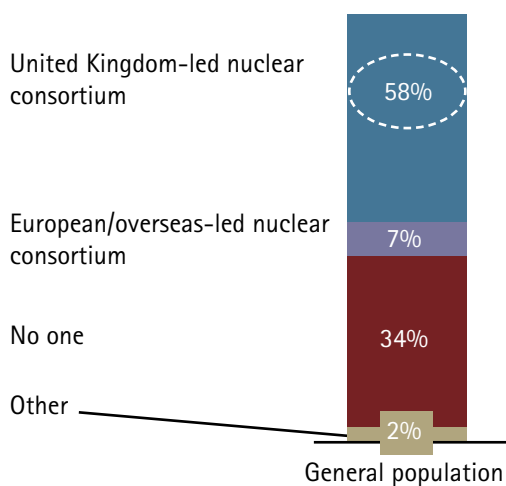 United Kingdom-led nuclear
consortium
58%
European/overseas-led nuclear
consortium
7%
No one
34%
Other
2%
General population